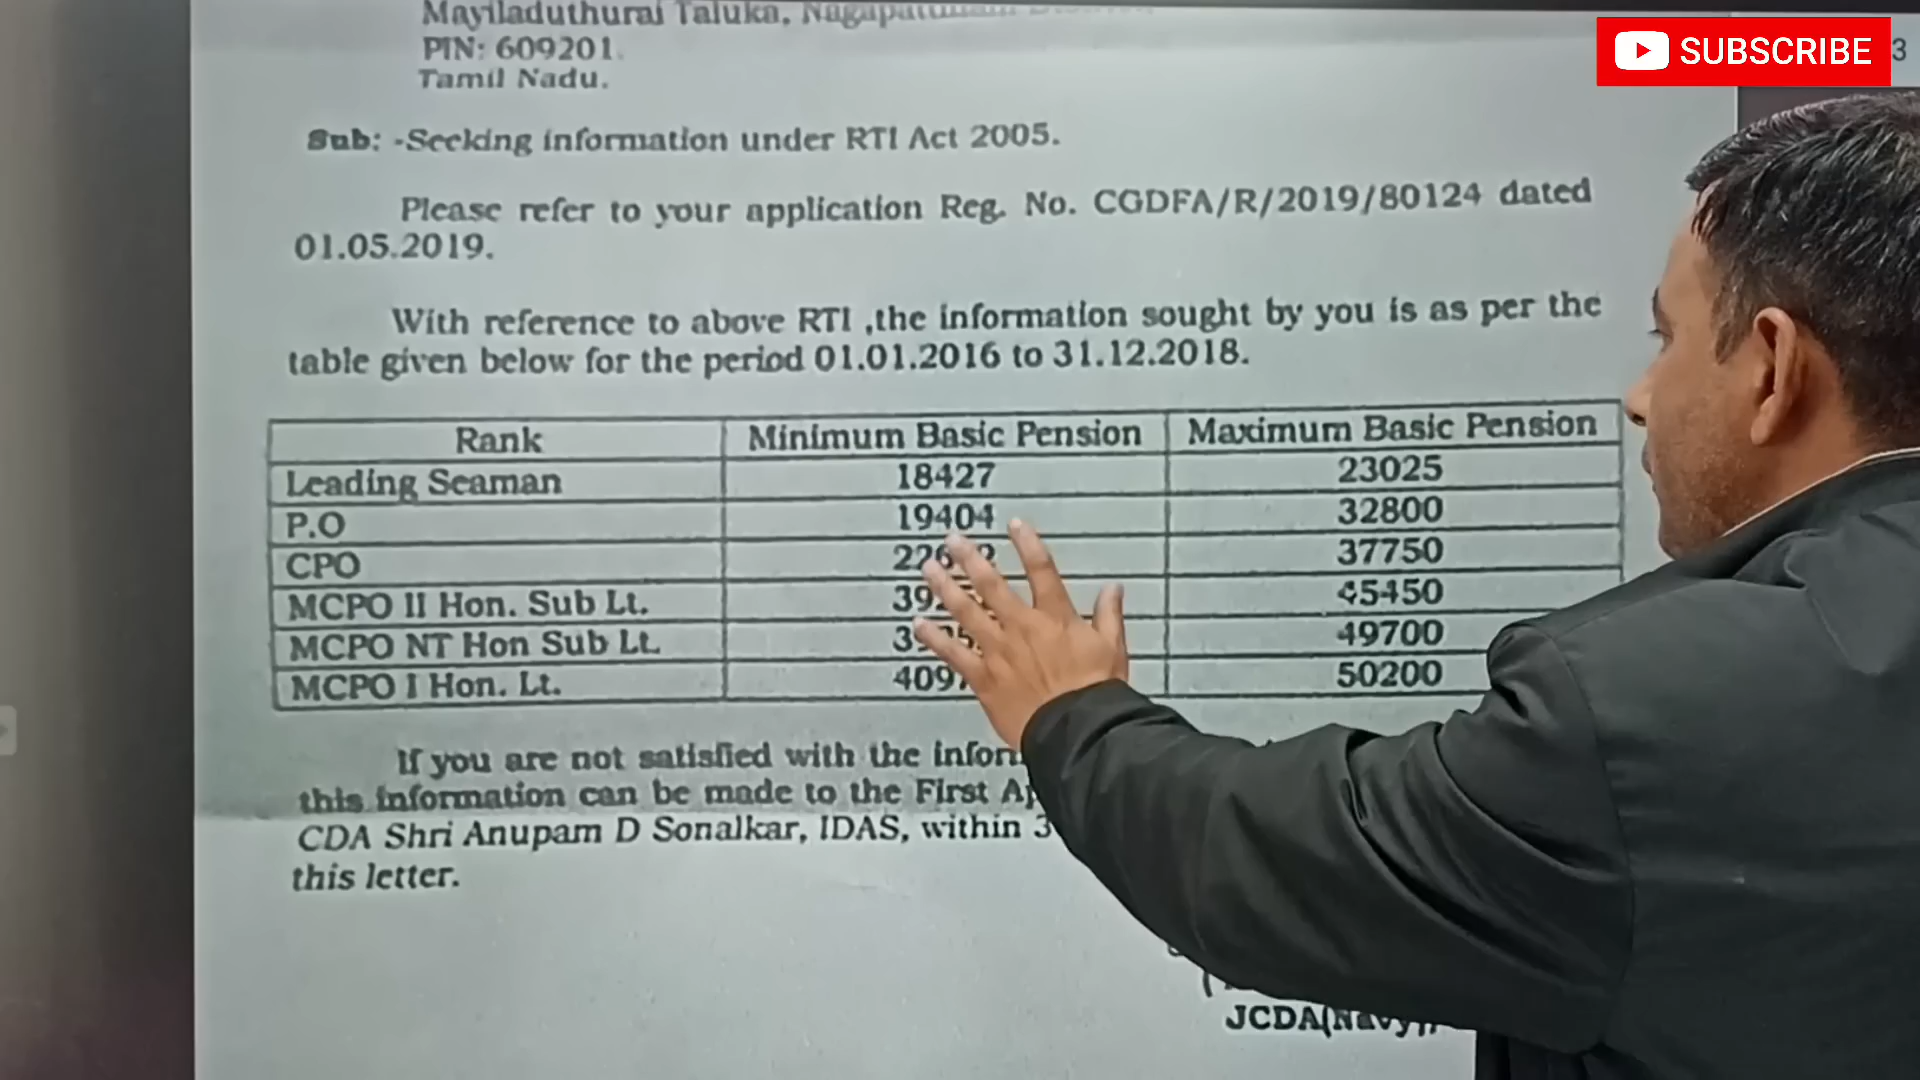 Mayiladuthurai Taluka, Nagapattinam
PIN: 609201.
Tamil Nadu.
SUBSCRIBE
3
Sub: -Seeking information under RTI Act 2005.
Please refer to your application Reg. No. CGDFA/R/2019/80124 dated
01.05.2019.
With reference to above RTI ,the information sought by you is as per the
table given below for the period 01.01.2016 to 31.12.2018.
Rank Minimum Basic Pension Maximum Basic Pension
Leading Seaman 18427 23025
P.O 19404 32800
CPO 37750
MCPO II Hon. Sub Lt. 45450
MCPO NT Hon Sub Lt. 49700
MCPO I Hon. Lt. 50200
If you are not satisfied with the
this information can be made to the First
CDA Shri Anupam D Sonalkar, IDAS, within
this letter.
JCDA(Navy)